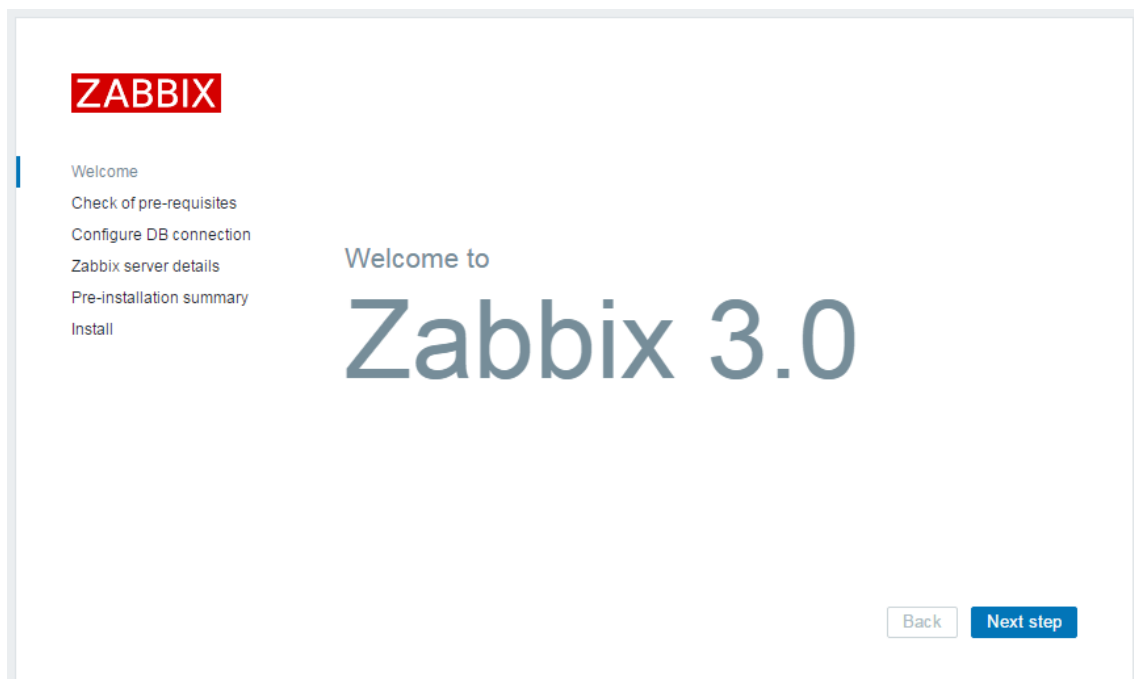 ZABBIX
Welcome
Check of pre-requisites
Configure DB connection
Zabbix server details
Pre-installation summary
Install
Welcome to
Zabbix 3.0
Back
Next step